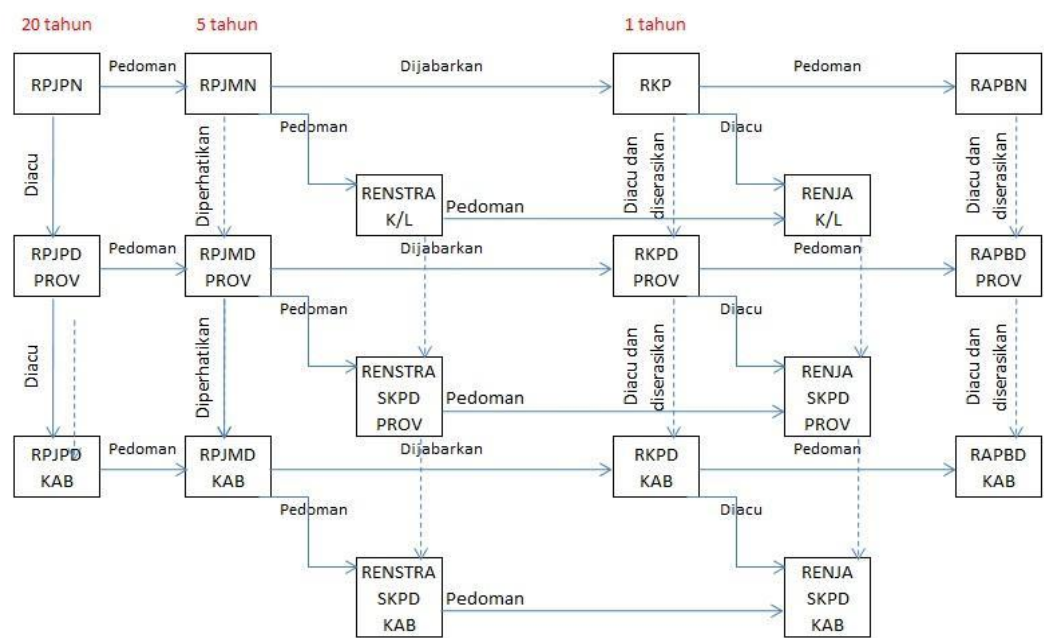 20 tahun
5 tahun
1 tahun
RPJPN
Pedoman
RPJMN
Dijabarkan
RKP
Pedoman
RAPBN
Diacu
Diperhatikan
Pedoman
Diacu dan
diserasikan
Diacu
Diacu dan
diserasikan
RENSTRA
K/L
Pedoman
RENJA
K/L
RPJPD
PROV
Pedoman
RPJMD
PROV
Dijabarkan
RKPD
PROV
Pedoman
RAPBD
PROV
Diacu
Diperhatikan
Pedoman
Diacu dan
diserasikan
Diacu
Diacu dan
diserasikan
RENSTRA
SKPD
PROV
Pedoman
RENJA
SKPD
PROV
RPJPD
KAB
Pedoman
RPJMD
KAB
Dijabarkan
RKPD
KAB
Pedoman
RAPBD
KAB
Pedoman
Diacu
RENSTRA
SKPD
KAB
Pedoman
RENJA
SKPD
KAB